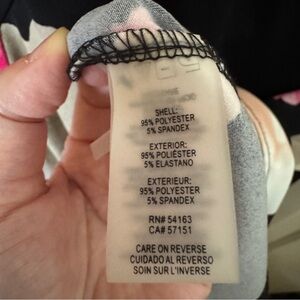 SHELL:
95% POLYESTER
5% SPANDEX
EXTERIOR:
95% POLIÉSTER
5% ELASTANO
EXTERIEUR:
95% POLYESTER
5% SPANDEX
RN# 54163
CA# 57151
CARE ON REVERSE
CUIDADO AL REVERSO
SOIN SUR L'INVERSE